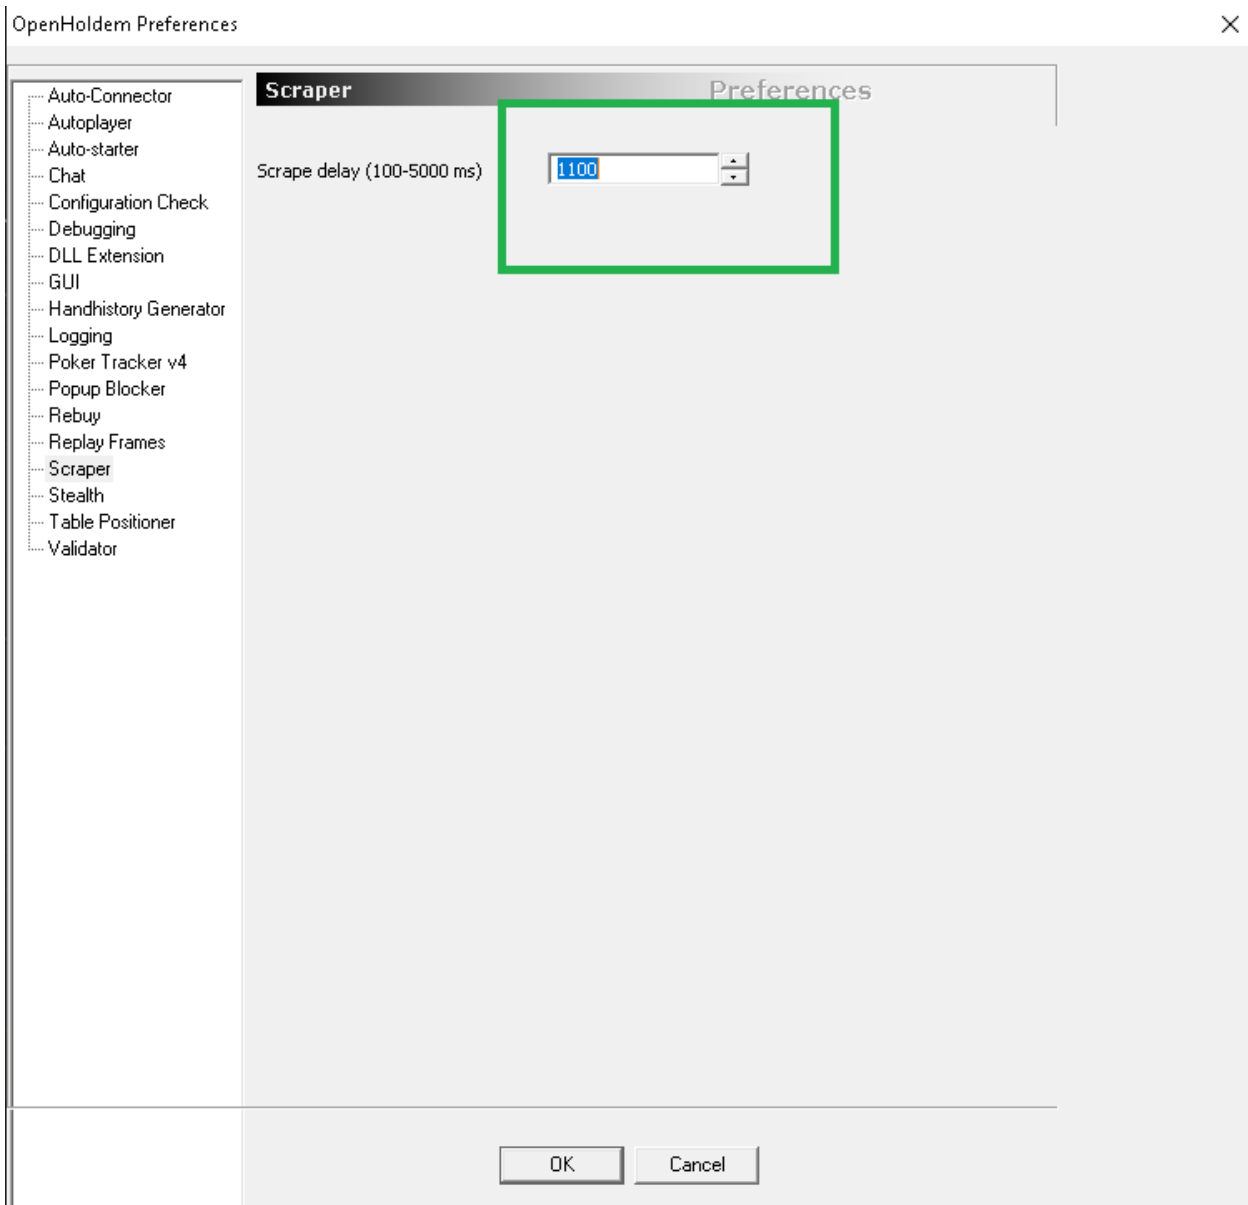 OpenHoldem Preferences
Auto-Connector
Autoplayer
Auto-starter
Chat
Configuration Check
Debugging
DLL Extension
GUI
Handhistory Generator
Logging
Poker Tracker v4
Popup Blocker
Rebuy
Replay Frames
Scraper
Stealth
Table Positioner
Validator
Scraper Preferences
Scrape delay (100-5000 ms) 1100
OK Cancel